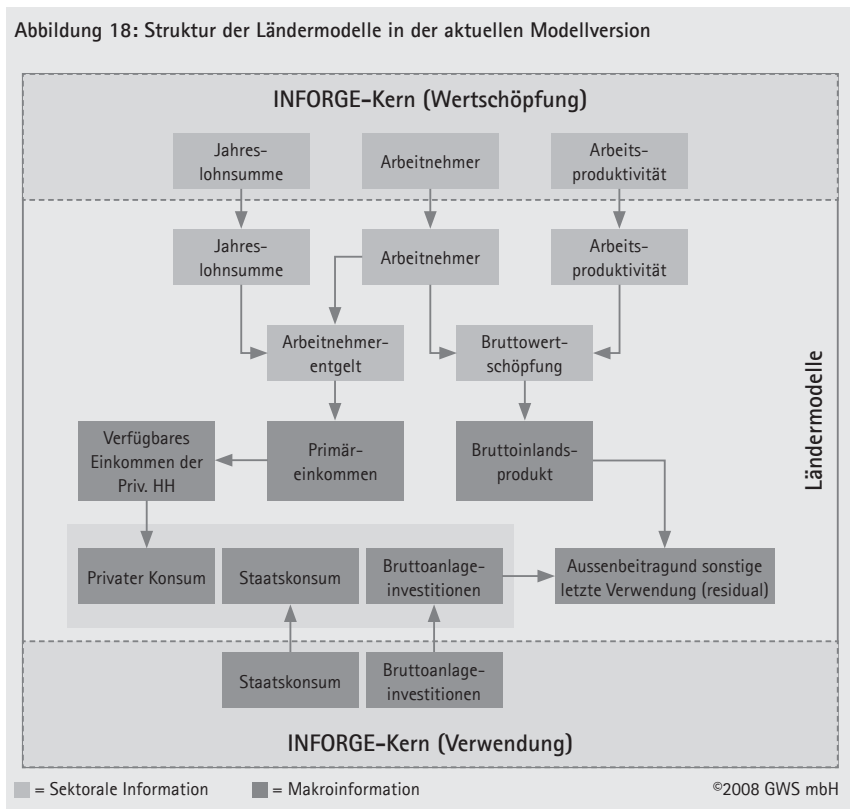 Abbildung 18: Struktur der Ländermodelle in der aktuellen Modellversion
INFORGE-Kern (Wertschöpfung)
Jahres-
lohnsumme
Arbeitnehmer
Arbeits-
produktivität
Jahres-
lohnsumme
Arbeitnehmer
Arbeits-
produktivität
Arbeitnehmer-
entgelt
Bruttowert-
schöpfung
Ländermodelle
Verfügbares
Einkommen der
Priv. HH
Primär-
einkommen
Bruttoinlands-
produkt
Privater Konsum
Staatskonsum
Bruttoanlage-
investitionen
Aussenbeitragund sonstige
letzte Verwendung (residual)
Staatskonsum
Bruttoanlage-
investitionen
INFORGE-Kern (Verwendung)
= Sektorale Information
= Makroinformation
©2008 GWS mbH